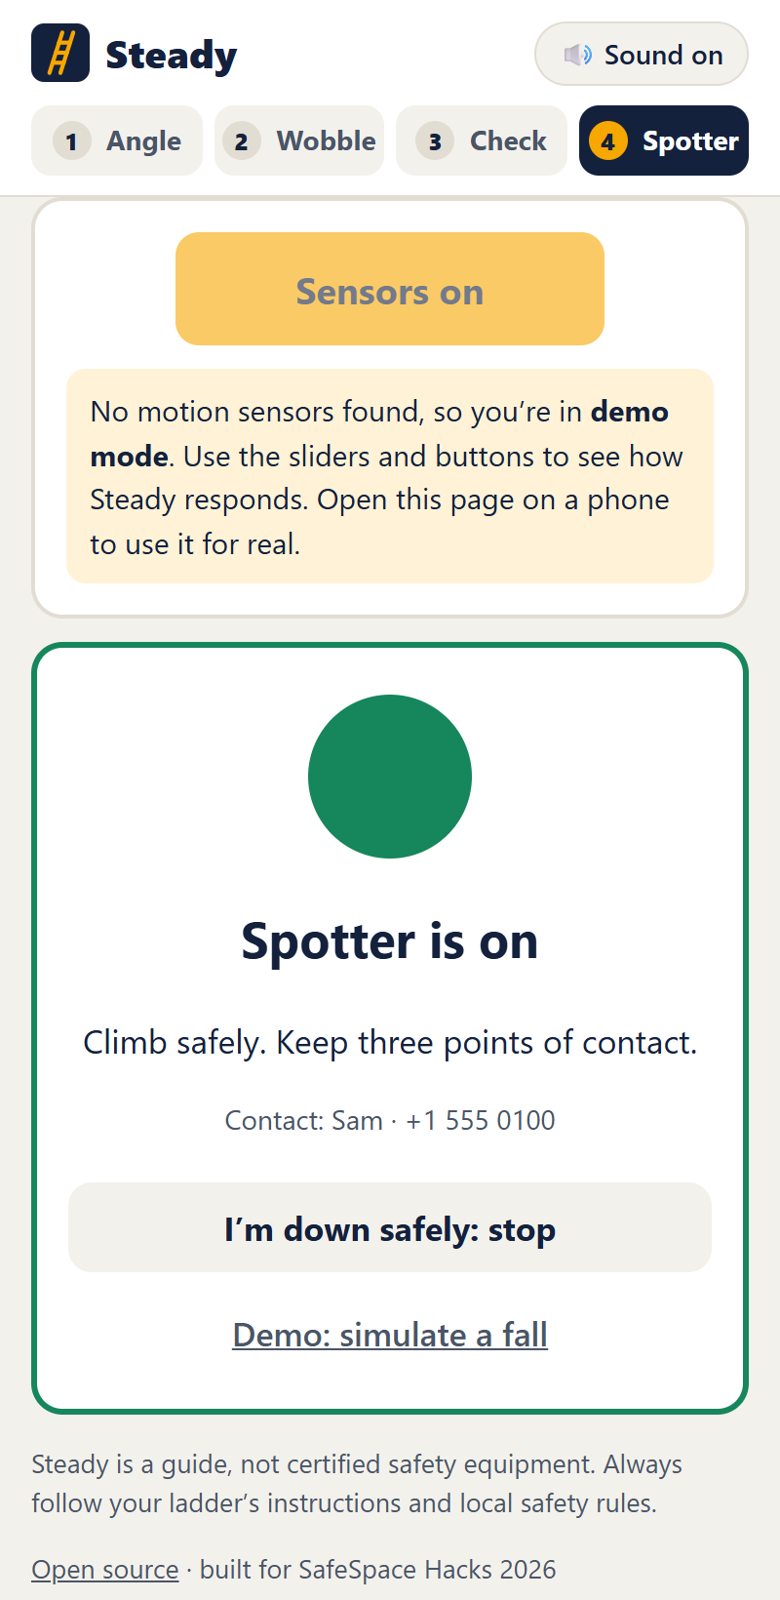 Steady
Sound on
1 Angle
2 Wobble
3 Check
4 Spotter
Sensors on
No motion sensors found, so you’re in demo
mode. Use the sliders and buttons to see how
Steady responds. Open this page on a phone
to use it for real.
Spotter is on
Climb safely. Keep three points of contact.
Contact: Sam · +1 555 0100
I’m down safely: stop
Demo: simulate a fall
Steady is a guide, not certified safety equipment. Always
follow your ladder’s instructions and local safety rules.
Open source · built for SafeSpace Hacks 2026